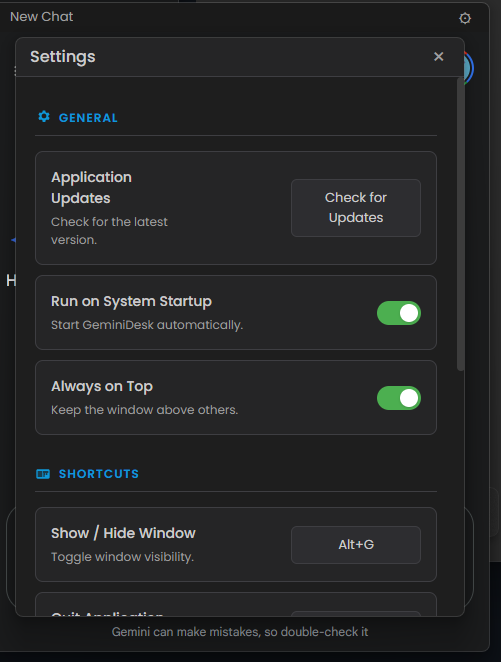 New Chat
Settings
GENERAL
Application
Updates
Check for the latest
version.
Check for
Updates
Run on System Startup
Start GeminiDesk automatically.
Always on Top
Keep the window above others.
H
SHORTCUTS
Show / Hide Window
Toggle window visibility.
Alt+G
Quit Application
Gemini can make mistakes, so double-check it